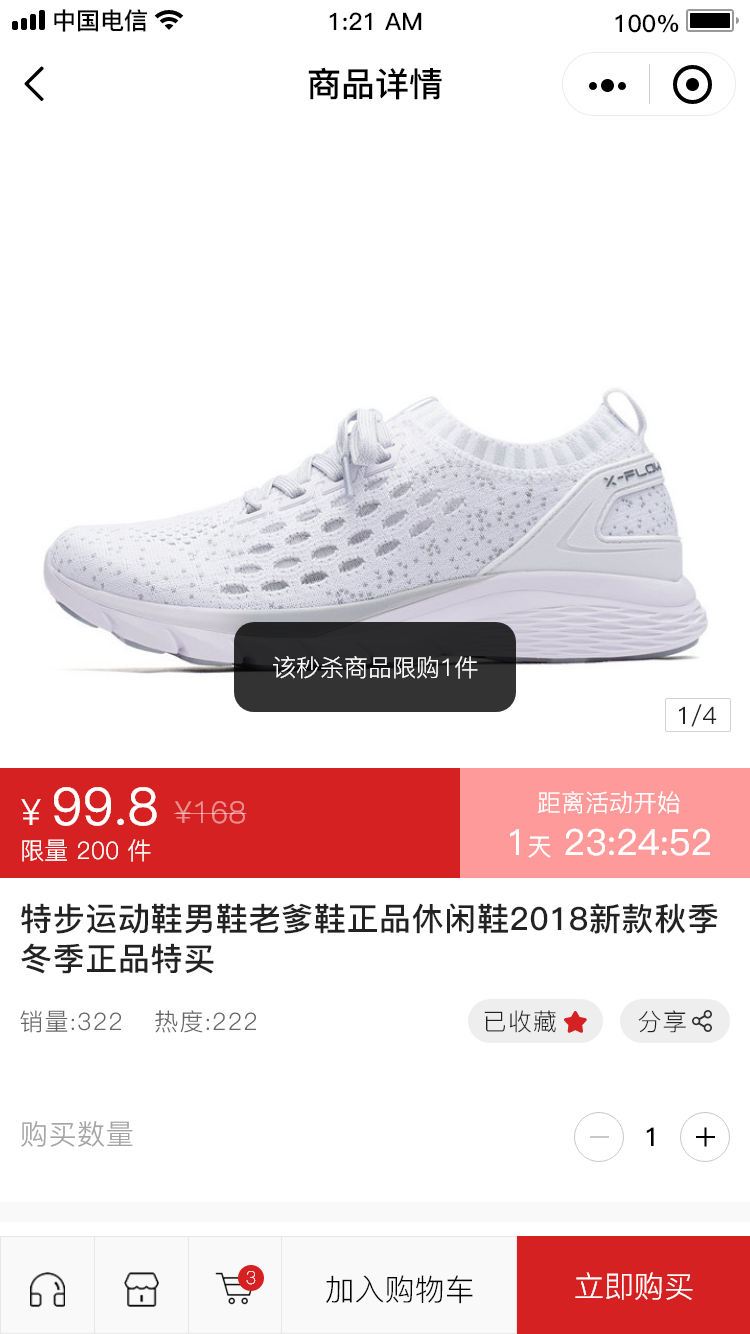 中国电信
1:21 AM
100%
商品详情
X-FLOW
该秒杀商品限购1件
1/4
¥ 99.8 ¥168
限量 200 件
距离活动开始
1天 23:24:52
特步运动鞋男鞋老爹鞋正品休闲鞋2018新款秋季
冬季正品特买
销量:322 热度:222
已收藏
分享
购买数量
1
3
加入购物车
立即购买